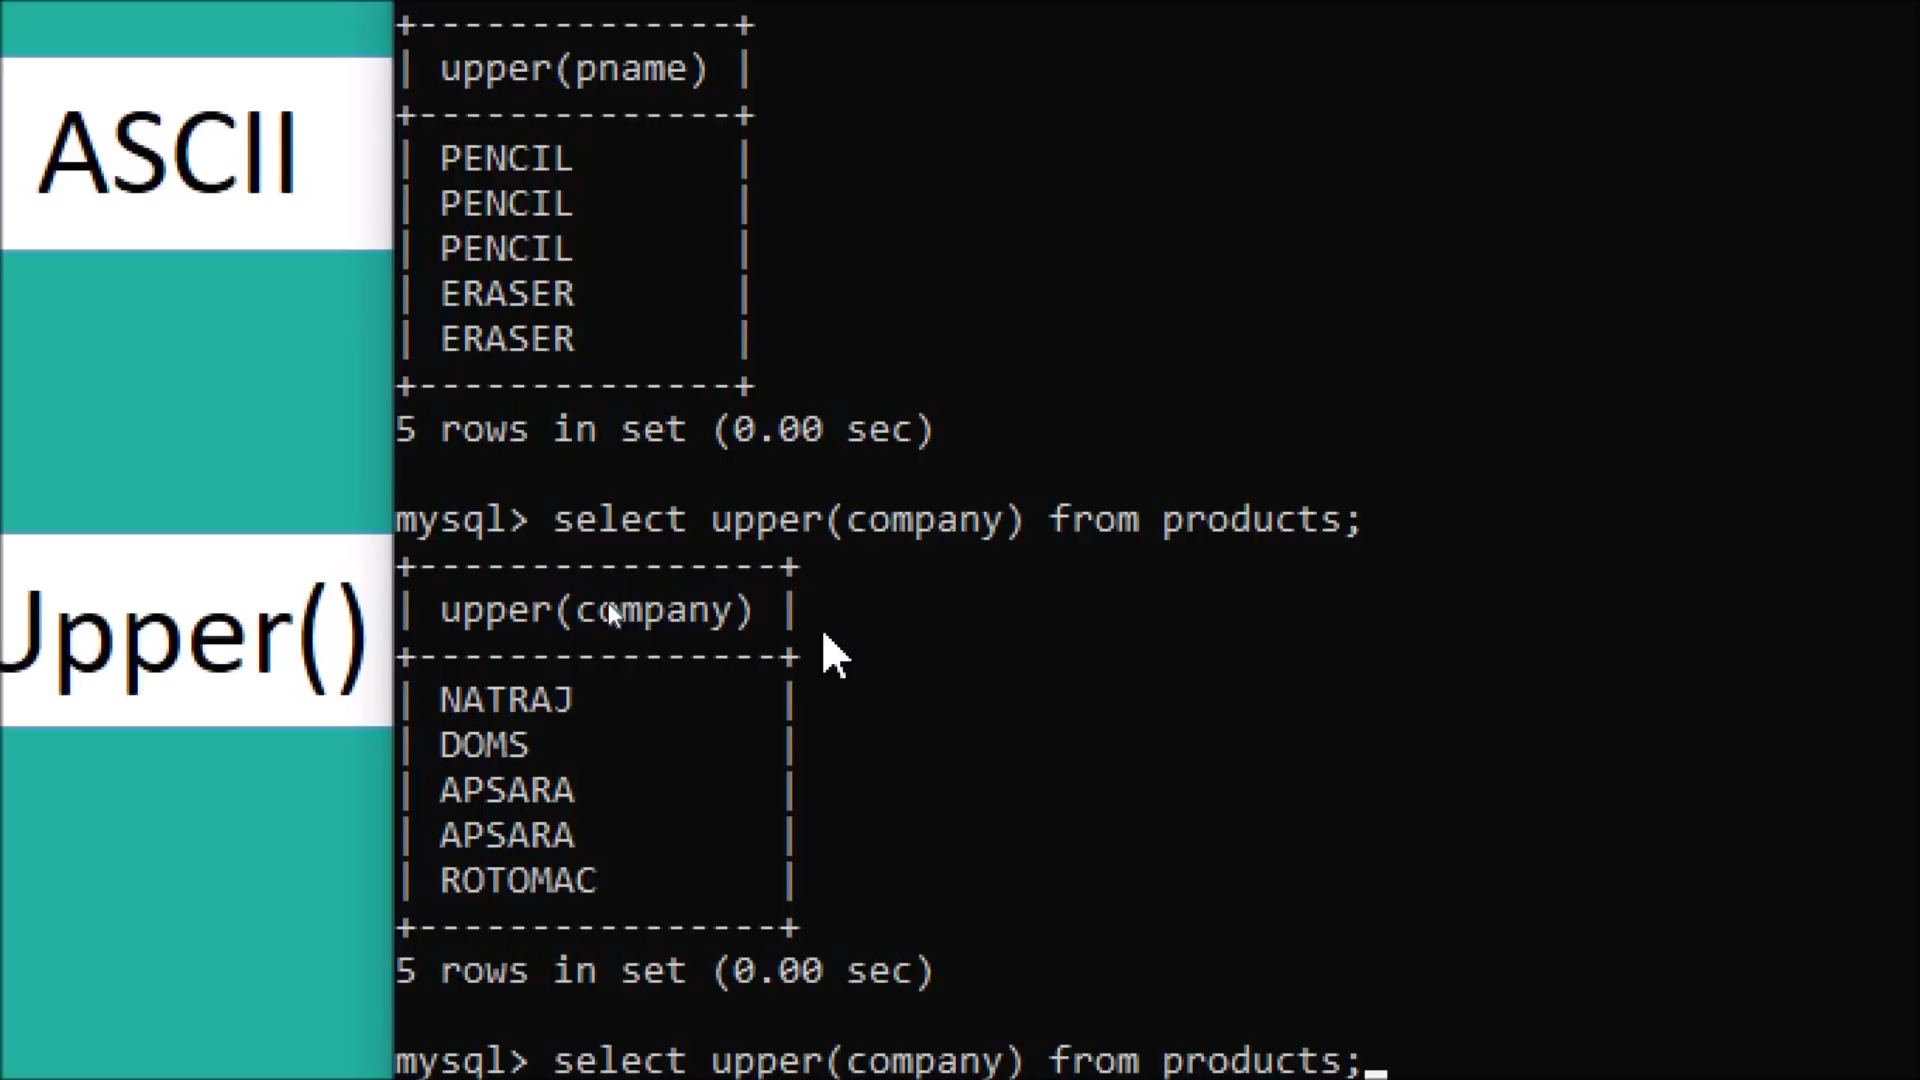 ASCII
Upper()
+--------------+
| upper(pname) |
+--------------+
| PENCIL       |
| PENCIL       |
| PENCIL       |
| ERASER       |
| ERASER       |
+--------------+
5 rows in set (0.00 sec)
mysql> select upper(company) from products;
+----------------+
| upper(company) |
+----------------+
| NATRAJ         |
| DOMS           |
| APSARA         |
| APSARA         |
| ROTOMAC        |
+----------------+
5 rows in set (0.00 sec)
mysql> select upper(company) from products;